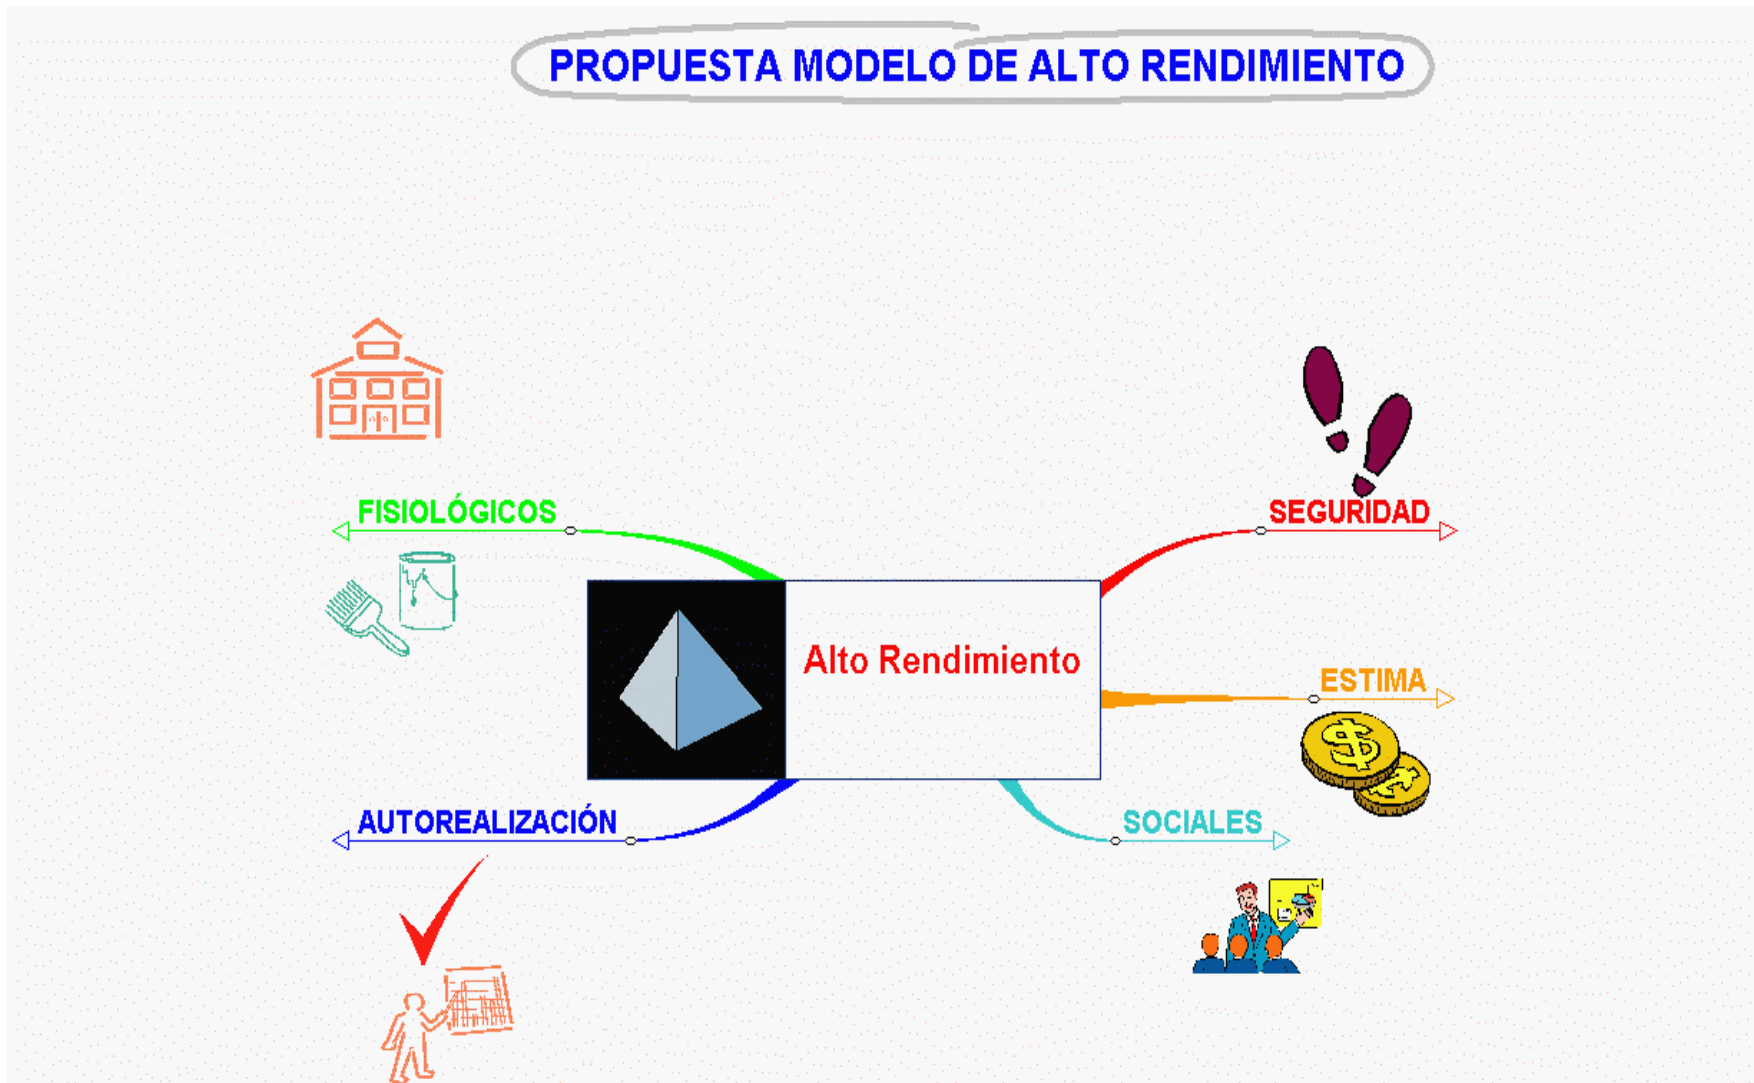 PROPUESTA MODELO DE ALTO RENDIMIENTO
FISIOLÓGICOS
SEGURIDAD
Alto Rendimiento
ESTIMA
AUTOREALIZACIÓN
SOCIALES